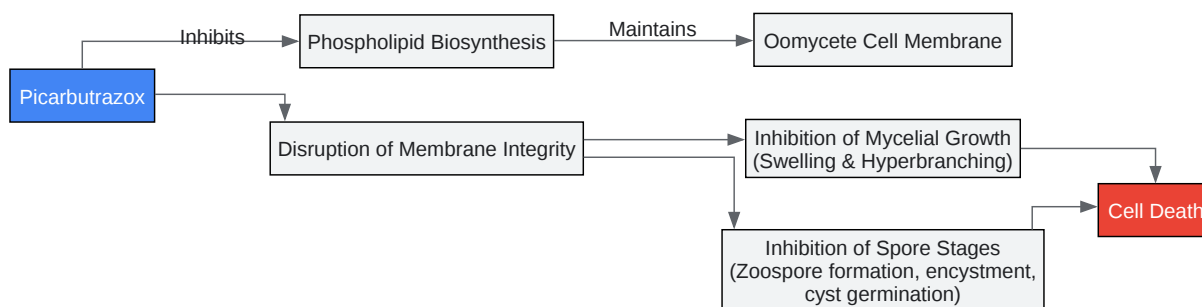 Inhibits
Phospholipid Biosynthesis
Maintains
Oomycete Cell Membrane
Picarbutrazox
Disruption of Membrane Integrity
Inhibition of Mycelial Growth
(Swelling & Hyperbranching)
Cell Death
Inhibition of Spore Stages
(Zoospore formation, encystment,
cyst germination)